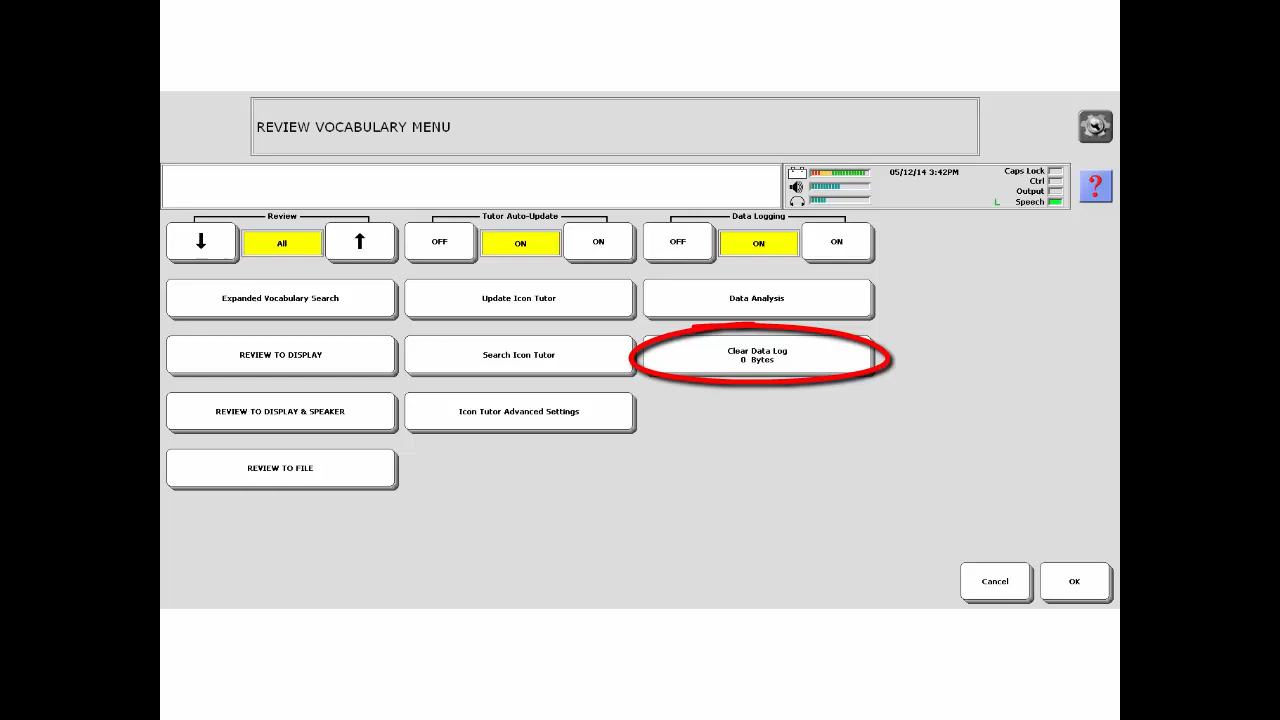 REVIEW VOCABULARY MENU
05/12/14 3:42PM
Caps Lock
Ctrl
Output
L Speech
?
Review
Tutor Auto-Update
Data Logging
↓ All ↑
OFF ON ON
OFF ON ON
Expanded Vocabulary Search
Update Icon Tutor
Data Analysis
REVIEW TO DISPLAY
Search Icon Tutor
Clear Data Log
0 Bytes
REVIEW TO DISPLAY & SPEAKER
Icon Tutor Advanced Settings
REVIEW TO FILE
Cancel
OK